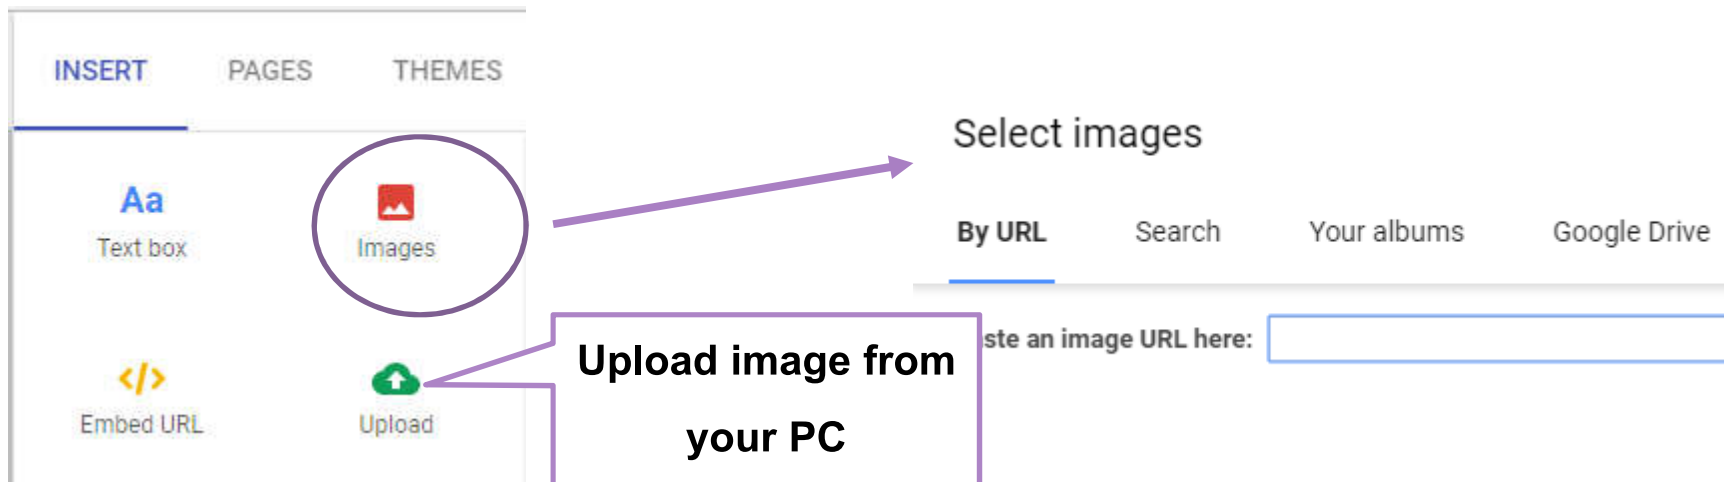 INSERT PAGES THEMES
Aa
Text box
Images
</>
Embed URL
Upload
Upload image from
your PC
Select images
By URL Search Your albums Google Drive
ste an image URL here: